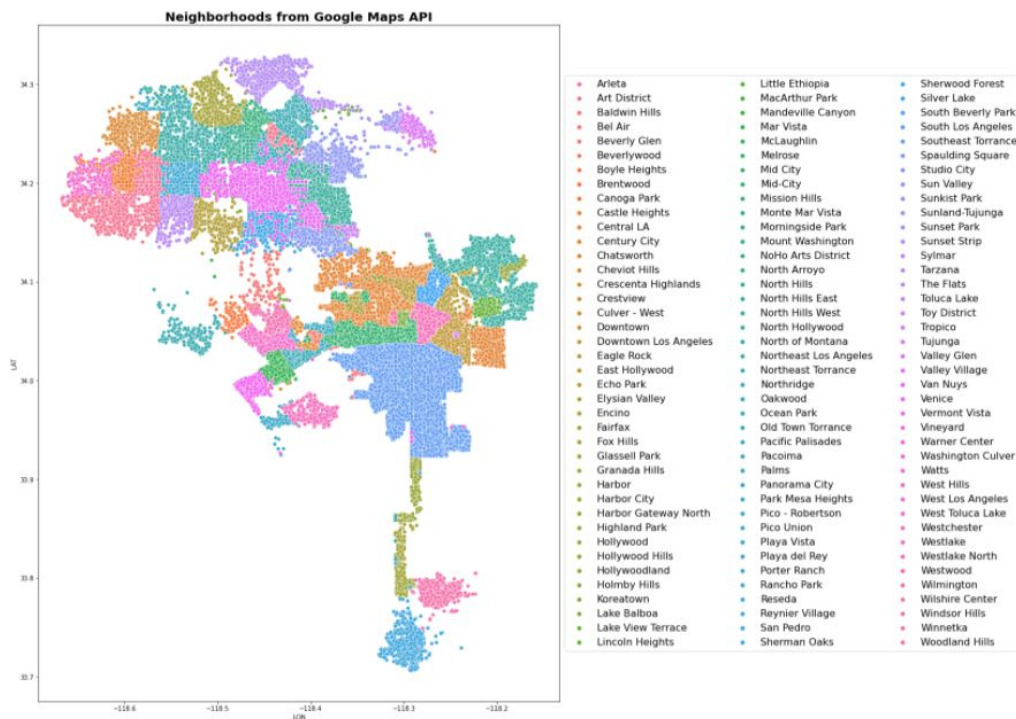 Neighborhoods from Google Maps API
34.3
34.2
34.1
34.0
33.9
33.8
33.7
LAT
−118.6
−118.5
−118.4
−118.3
−118.2
LON
Arleta
Art District
Baldwin Hills
Bel Air
Beverly Glen
Beverlywood
Boyle Heights
Brentwood
Canoga Park
Castle Heights
Central LA
Century City
Chatsworth
Cheviot Hills
Crescenta Highlands
Crestview
Culver - West
Downtown
Downtown Los Angeles
Eagle Rock
East Hollywood
Echo Park
Elysian Valley
Encino
Fairfax
Fox Hills
Glassell Park
Granada Hills
Harbor
Harbor City
Harbor Gateway North
Highland Park
Hollywood
Hollywood Hills
Hollywoodland
Holmby Hills
Koreatown
Lake Balboa
Lake View Terrace
Lincoln Heights
Little Ethiopia
MacArthur Park
Mandeville Canyon
Mar Vista
McLaughlin
Melrose
Mid City
Mid-City
Mission Hills
Monte Mar Vista
Morningside Park
Mount Washington
NoHo Arts District
North Arroyo
North Hills
North Hills East
North Hills West
North Hollywood
North of Montana
Northeast Los Angeles
Northeast Torrance
Northridge
Oakwood
Ocean Park
Old Town Torrance
Pacific Palisades
Pacoima
Palms
Panorama City
Park Mesa Heights
Pico - Robertson
Pico Union
Playa Vista
Playa del Rey
Porter Ranch
Rancho Park
Reseda
Reynier Village
San Pedro
Sherman Oaks
Sherwood Forest
Silver Lake
South Beverly Park
South Los Angeles
Southeast Torrance
Spaulding Square
Studio City
Sun Valley
Sunkist Park
Sunland-Tujunga
Sunset Park
Sunset Strip
Sylmar
Tarzana
The Flats
Toluca Lake
Toy District
Tropico
Tujunga
Valley Glen
Valley Village
Van Nuys
Venice
Vermont Vista
Vineyard
Warner Center
Washington Culver
Watts
West Hills
West Los Angeles
West Toluca Lake
Westchester
Westlake
Westlake North
Westwood
Wilmington
Wilshire Center
Windsor Hills
Winnetka
Woodland Hills